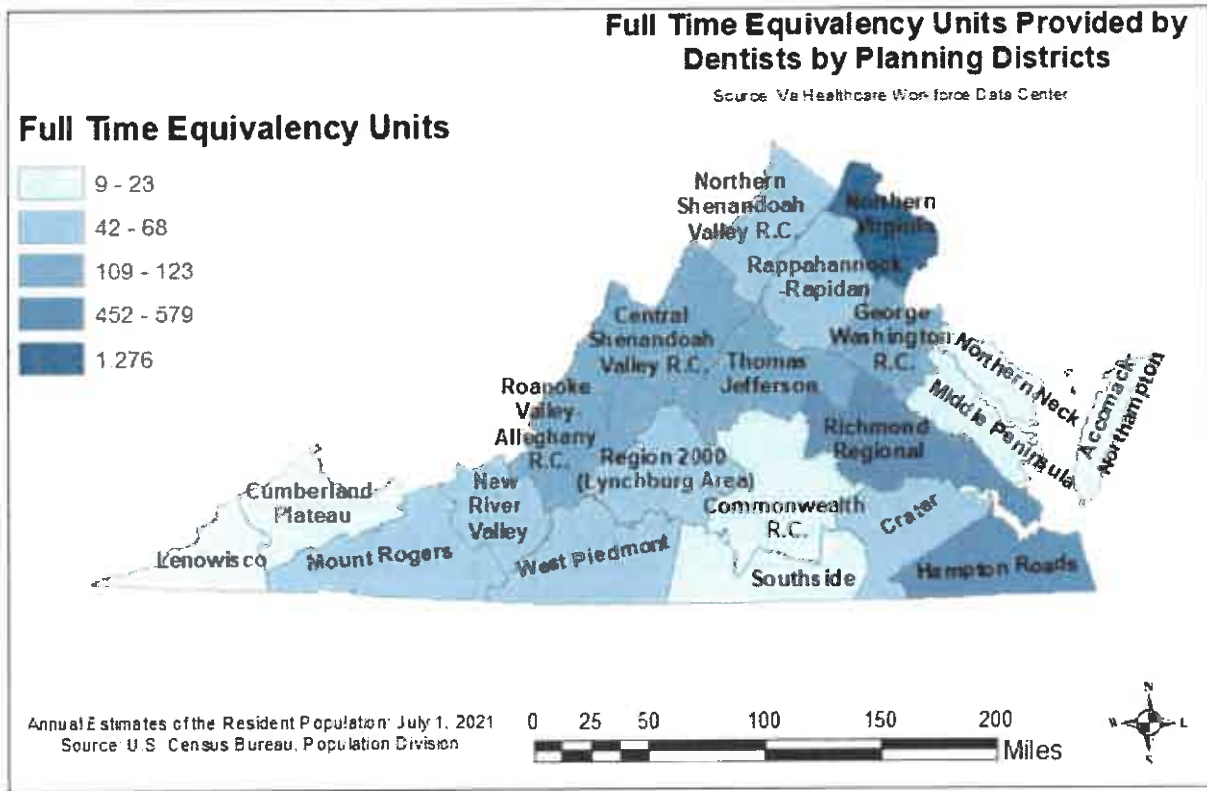 Full Time Equivalency Units Provided by
Dentists by Planning Districts
Source: Va Healthcare Work force Data Center
Full Time Equivalency Units
9 - 23
42 - 68
109 - 123
452 - 579
1,276
Northern
Shenandoah
Valley R.C.
Northern
Virginia
Rappahannock
-Rapidan
George
Washington
R.C.
Central
Shenandoah
Valley R.C.
Thomas
Jefferson
Northern Neck
Middle Peninsula
Accomack-
Northampton
Roanoke
Valley-
Alleghany
R.C.
Richmond
Regional
Region 2000
(Lynchburg Area)
Commonwealth
R.C.
New
River
Valley
Cumberland
Plateau
Crater
Lenowisco
Mount Rogers
West Piedmont
Southside
Hampton Roads
Annual Estimates of the Resident Population: July 1, 2021
Source: U.S. Census Bureau, Population Division
0 25 50 100 150 200
Miles
N
W
S